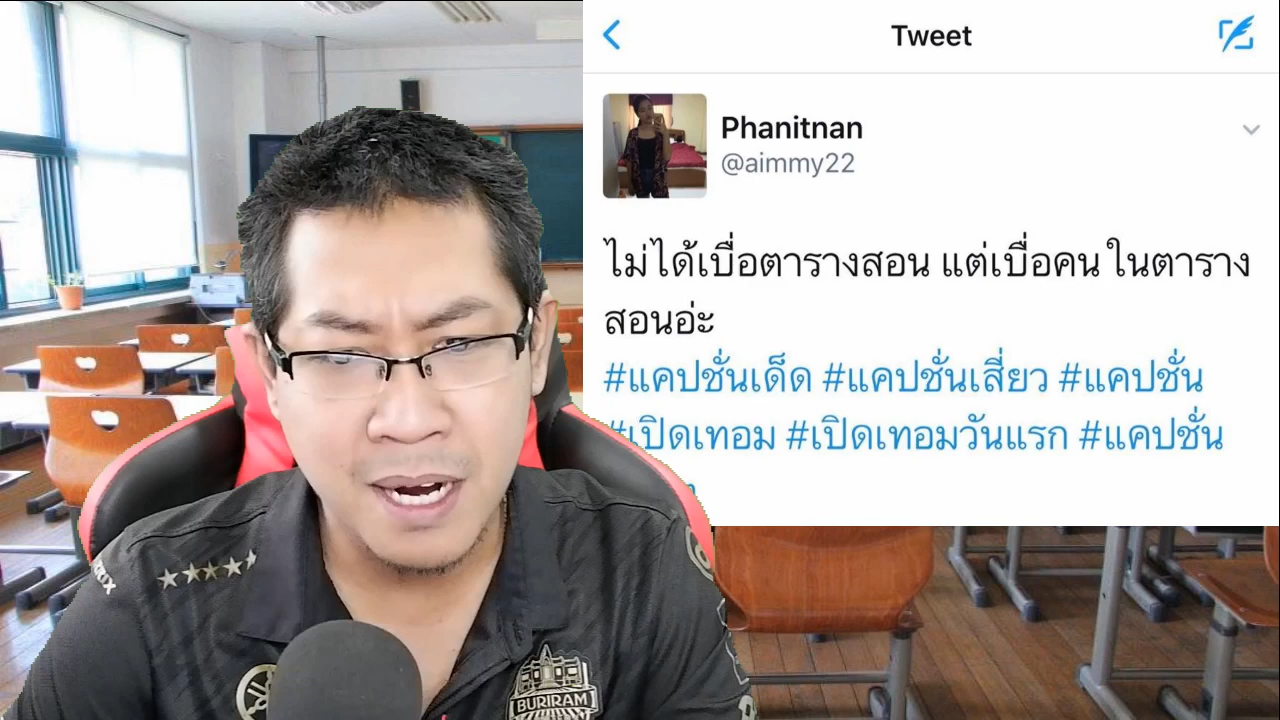 Tweet
Phanitnan
@aimmy22
ไม่ได้เบื่อตารางสอน แต่เบื่อคนในตาราง
สอนอ่ะ
#แคปชั่นเด็ด #แคปชั่นเสี่ยว #แคปชั่น
#เปิดเทอม #เปิดเทอมวันแรก #แคปชั่น
BURIRAM